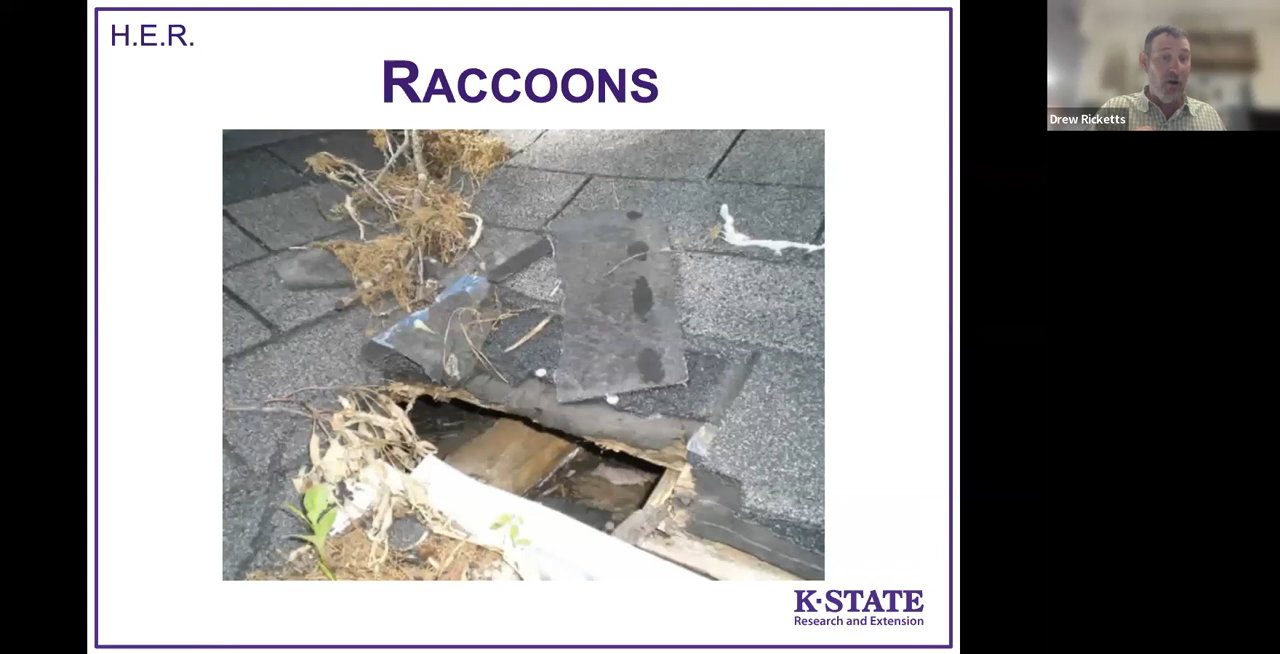 H.E.R.
RACCOONS
Drew Ricketts
K·STATE
Research and Extension